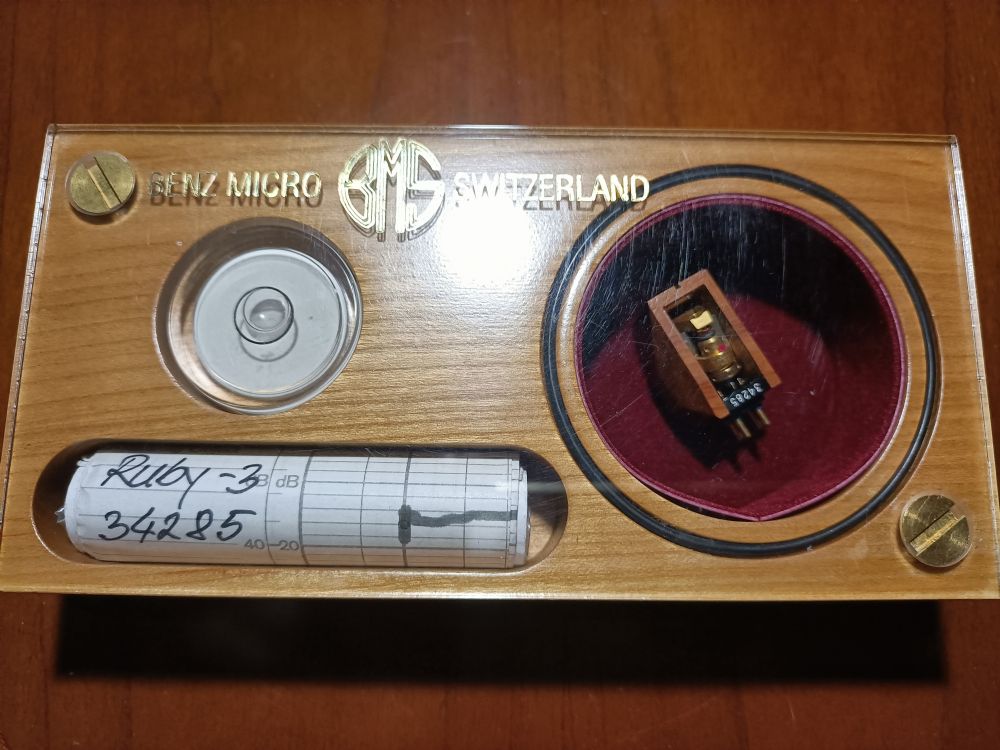 BENZ MICRO BMS SWITZERLAND
Ruby-3
34285
dB
40 -20
34285